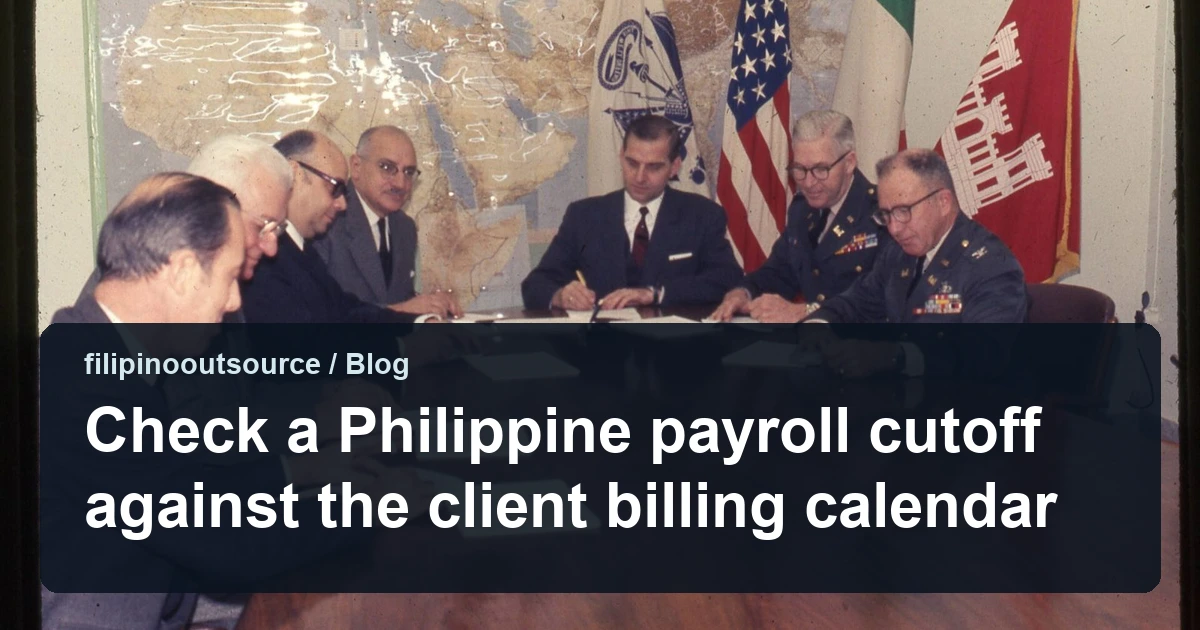 filipinooutsource / Blog
Check a Philippine payroll cutoff
against the client billing calendar